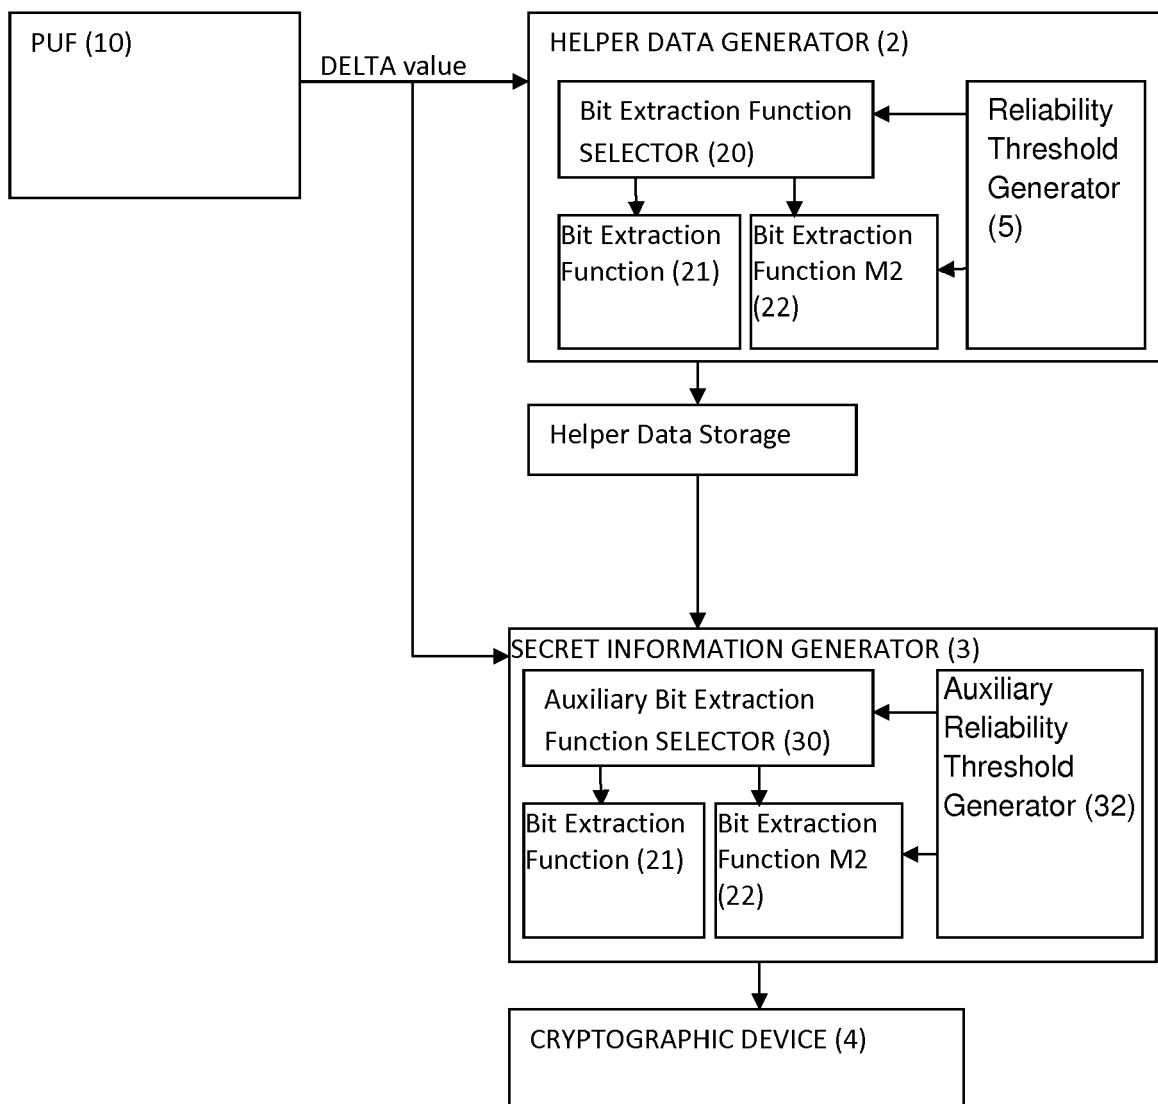 PUF (10)
DELTA value
HELPER DATA GENERATOR (2)
Bit Extraction Function
SELECTOR (20)
Reliability
Threshold
Generator
(5)
Bit Extraction
Function (21)
Bit Extraction
Function M2
(22)
Helper Data Storage
SECRET INFORMATION GENERATOR (3)
Auxiliary Bit Extraction
Function SELECTOR (30)
Auxiliary
Reliability
Threshold
Generator (32)
Bit Extraction
Function (21)
Bit Extraction
Function M2
(22)
CRYPTOGRAPHIC DEVICE (4)